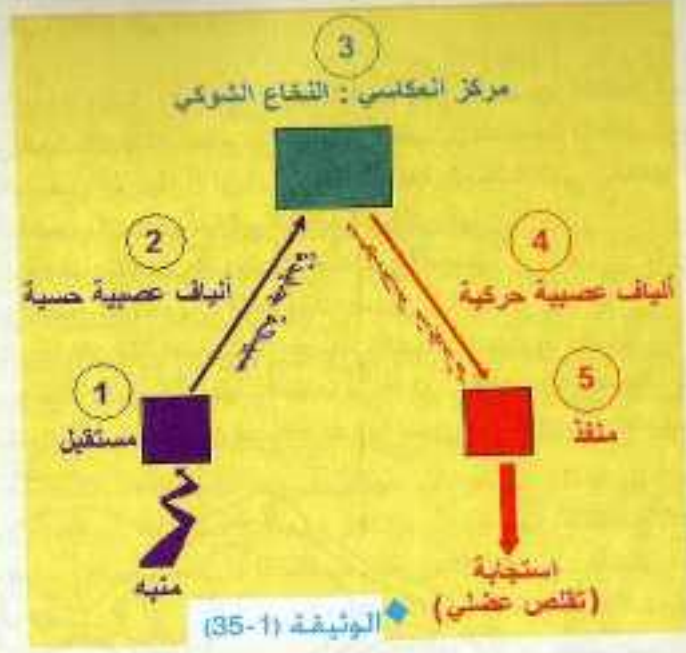 3
مركز انعكاسي : النخاع الشوكي
2
ألياف عصبية حسية
4
ألياف عصبية حركية
1
مستقبل
5
منفذ
منبه
استجابة
(تقلص عضلي)
الوثيقة (1-35)